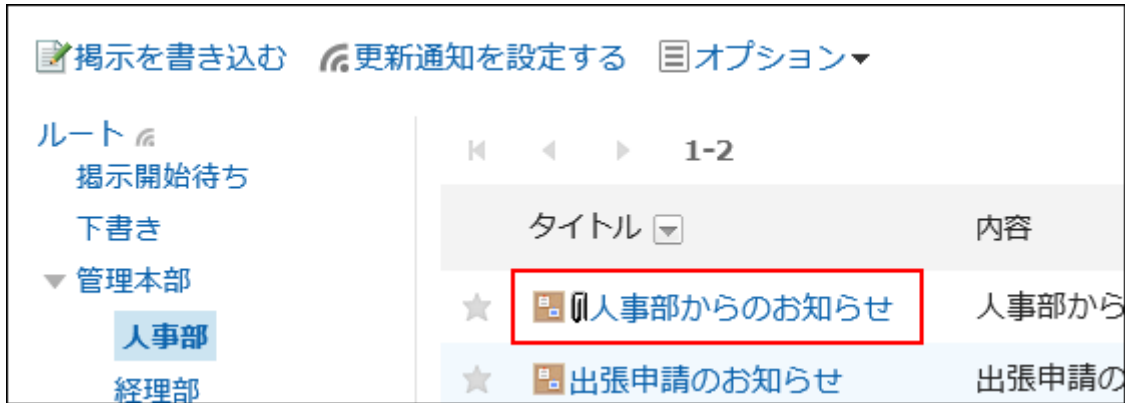 掲示を書き込む 更新通知を設定する オプション
ルート
掲示開始待ち
下書き
管理本部
人事部
経理部
1-2
タイトル 内容
人事部からのお知らせ 人事部から
出張申請のお知らせ 出張申請の